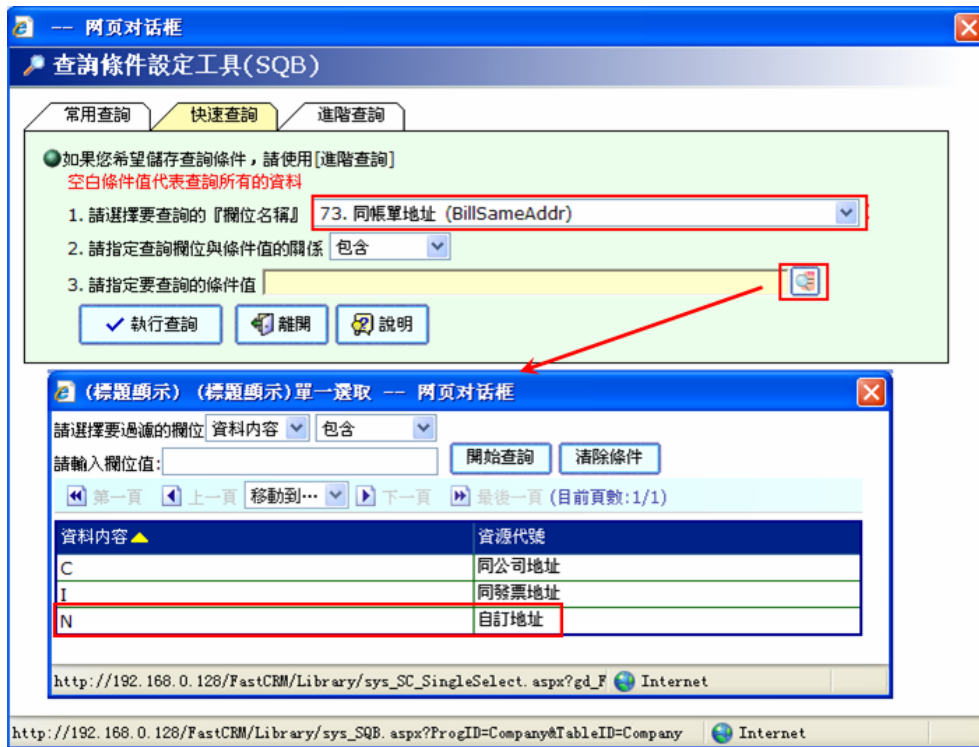 -- 网页对话框
查詢條件設定工具(SQB)
常用查詢 快速查詢 進階查詢
如果您希望儲存查詢條件，請使用[進階查詢]
空白條件值代表查詢所有的資料
1. 請選擇要查詢的『欄位名稱』 73. 同帳單地址 (BillSameAddr)
2. 請指定查詢欄位與條件值的關係 包含
3. 請指定要查詢的條件值
執行查詢 離開 說明
(標題顯示) (標題顯示)單一選取 -- 网页对话框
請選擇要過濾的欄位 資料內容 包含
請輸入欄位值: 開始查詢 清除條件
第一頁 上一頁 移動到… 下一頁 最後一頁 (目前頁數:1/1)
資料內容 資源代號
C 同公司地址
I 同發票地址
N 自訂地址
http://192.168.0.128/FastCRM/Library/sys_SC_SingleSelect.aspx?gd_F Internet
http://192.168.0.128/FastCRM/Library/sys_SQB.aspx?ProgID=Company&TableID=Company Internet